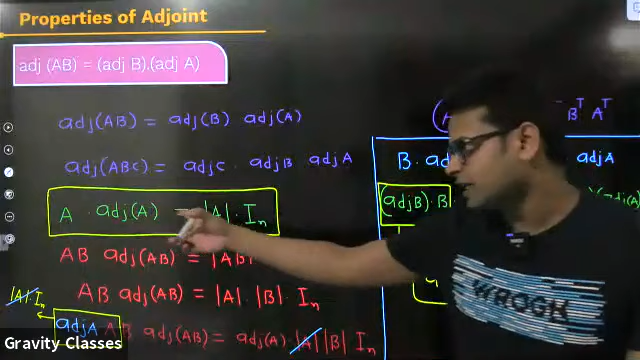 Properties of Adjoint
adj (AB) = (adj B).(adj A)
adj(AB) = adj(B) adj(A)
adj(ABC) = adjC . adjB adjA
A . adj(A) |A| . Iₙ
AB adj(AB) = |AB|
AB adj(AB) = |A| . |B| . Iₙ
|A| . Iₙ
adjA AB adj(AB) = adj(A) . |A| |B| Iₙ
Bᵀ Aᵀ
B . adjA
(adjB) . B
WROGN
Gravity Classes